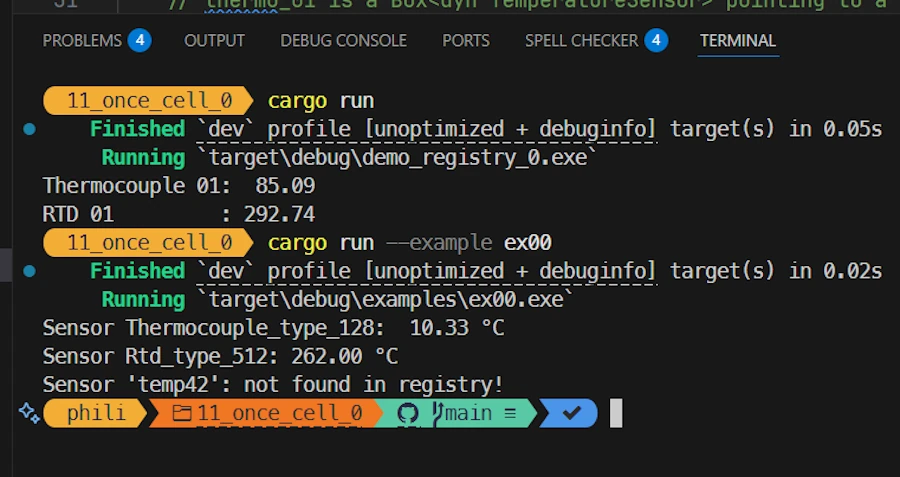 31 // thermo_01 is a Box<dyn TemperatureSensor> pointing to a
PROBLEMS 4 OUTPUT DEBUG CONSOLE PORTS SPELL CHECKER 4 TERMINAL
11_once_cell_0 cargo run
Finished `dev` profile [unoptimized + debuginfo] target(s) in 0.05s
Running `target\debug\demo_registry_0.exe`
Thermocouple 01:  85.09
RTD 01         : 292.74
11_once_cell_0 cargo run --example ex00
Finished `dev` profile [unoptimized + debuginfo] target(s) in 0.02s
Running `target\debug\examples\ex00.exe`
Sensor Thermocouple_type_128:  10.33 °C
Sensor Rtd_type_512: 262.00 °C
Sensor 'temp42': not found in registry!
phili 11_once_cell_0 main ≡ ✓